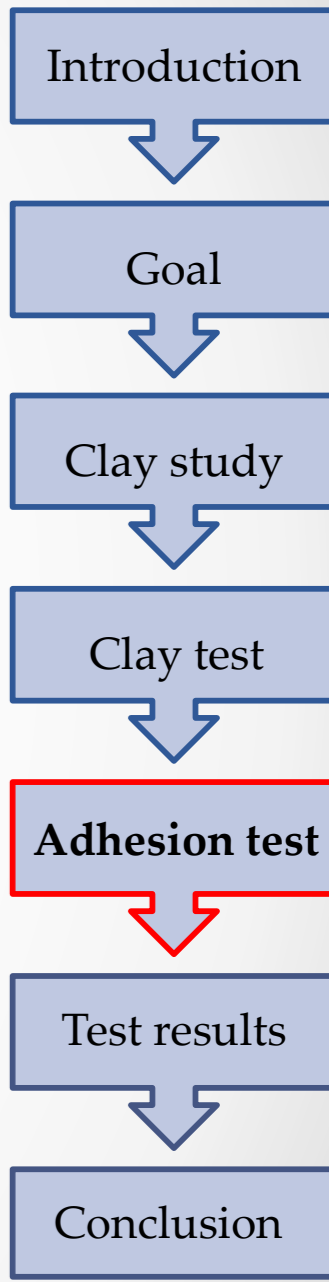 Introduction
Goal
Clay study
Clay test
Adhesion test
Test results
Conclusion